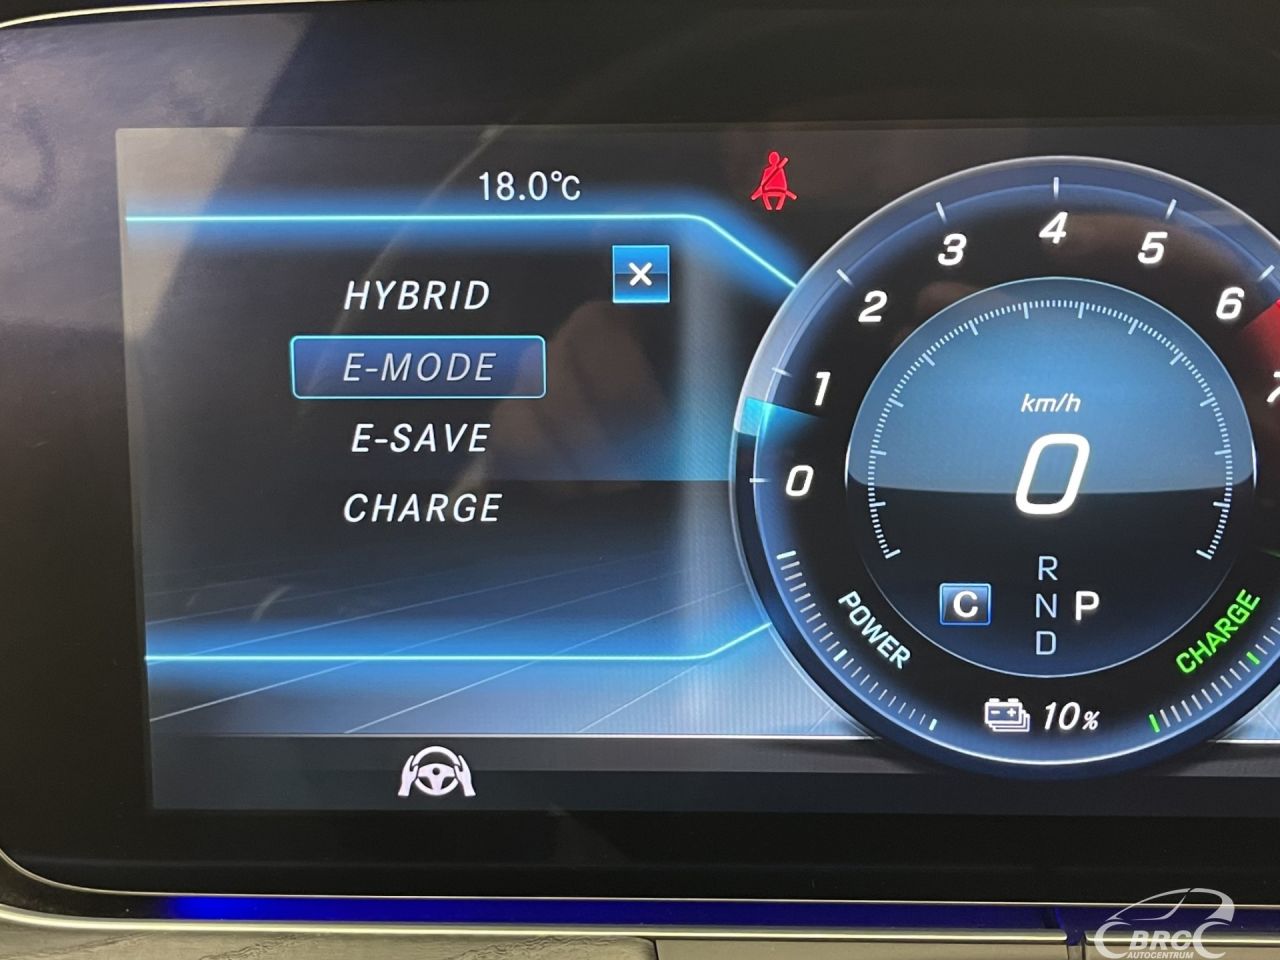 18.0°C
HYBRID
E-MODE
E-SAVE
CHARGE
0
1
2
3
4
5
6
7
km/h
0
R
N
D
P
C
POWER
CHARGE
10%
BRC
AUTOCENTRUM